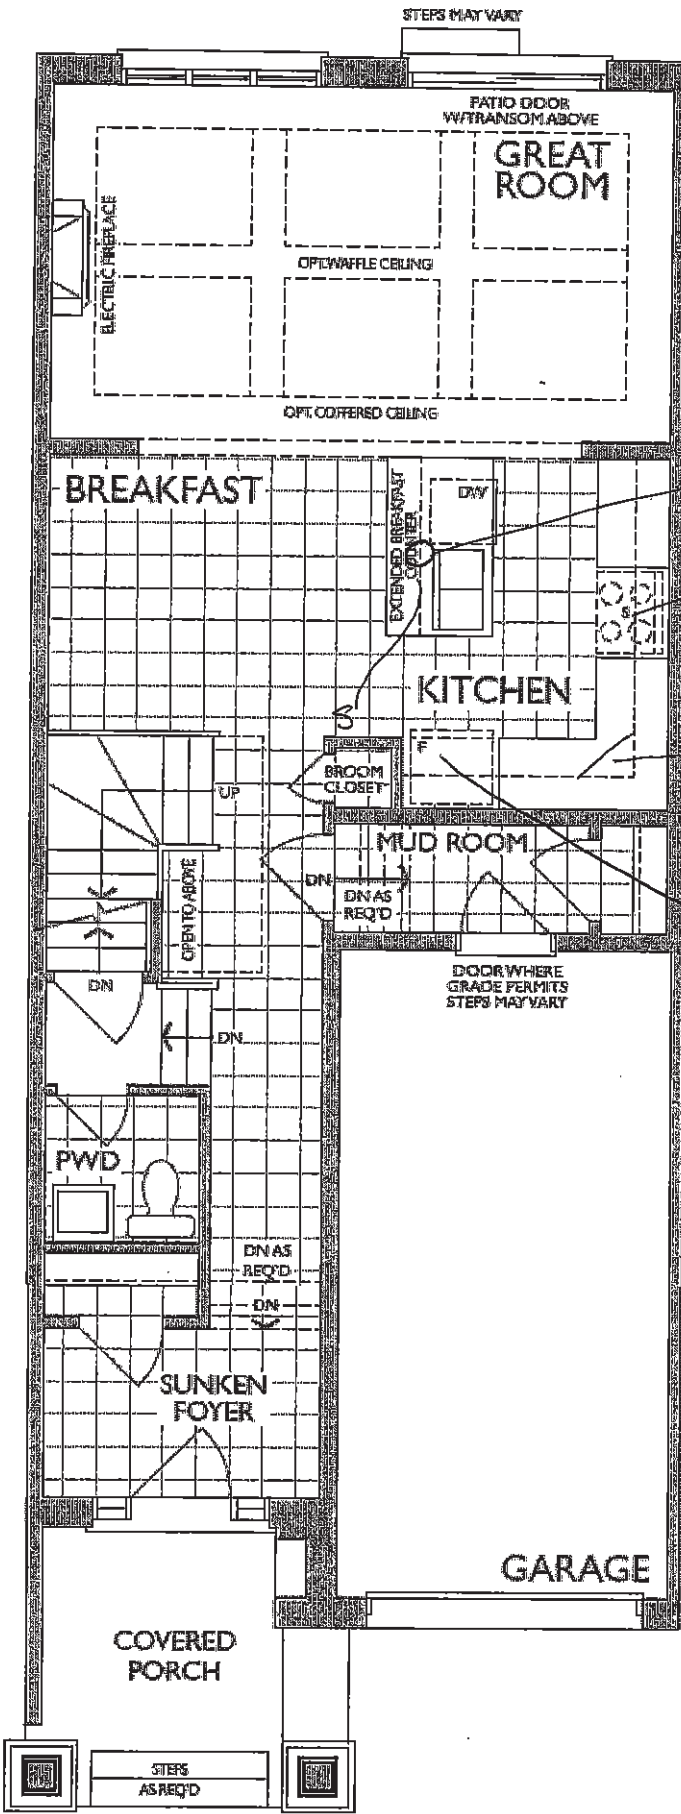 STEPS MAY VARY
PATIO DOOR
W/TRANSOM ABOVE
GREAT
ROOM
ELECTRIC FIREPLACE
OPT.WAFFLE CEILING
OPT. COFFERED CEILING
BREAKFAST
EXTENDED BREAKFAST
COUNTER
DW
S
KITCHEN
F
BROOM
CLOSET
UP
MUD ROOM
DN
DN AS
REQ'D
OPEN TO ABOVE
DOOR WHERE
GRADE PERMITS
STEPS MAY VARY
DN
DN
PWD
DN AS
REQ'D
DN
SUNKEN
FOYER
GARAGE
COVERED
PORCH
STEPS
AS REQ'D